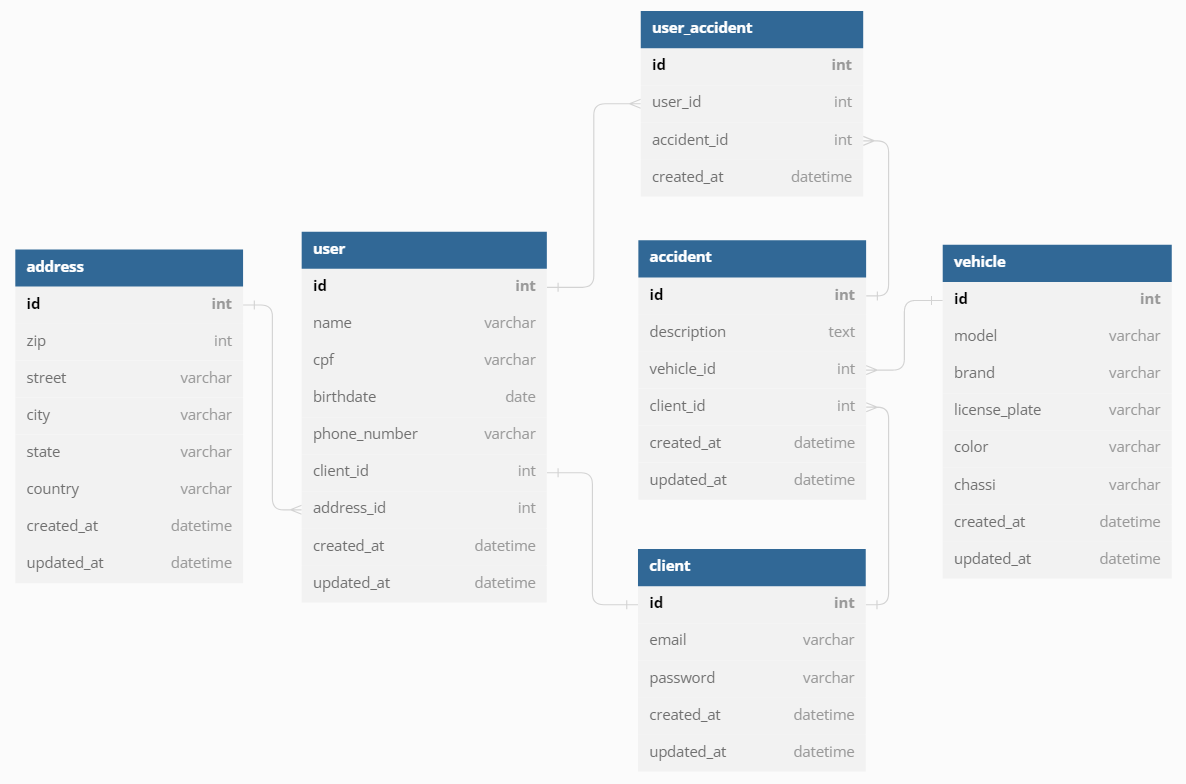 user_accident
id int
user_id int
accident_id int
created_at datetime
address
id int
zip int
street varchar
city varchar
state varchar
country varchar
created_at datetime
updated_at datetime
user
id int
name varchar
cpf varchar
birthdate date
phone_number varchar
client_id int
address_id int
created_at datetime
updated_at datetime
accident
id int
description text
vehicle_id int
client_id int
created_at datetime
updated_at datetime
vehicle
id int
model varchar
brand varchar
license_plate varchar
color varchar
chassi varchar
created_at datetime
updated_at datetime
client
id int
email varchar
password varchar
created_at datetime
updated_at datetime